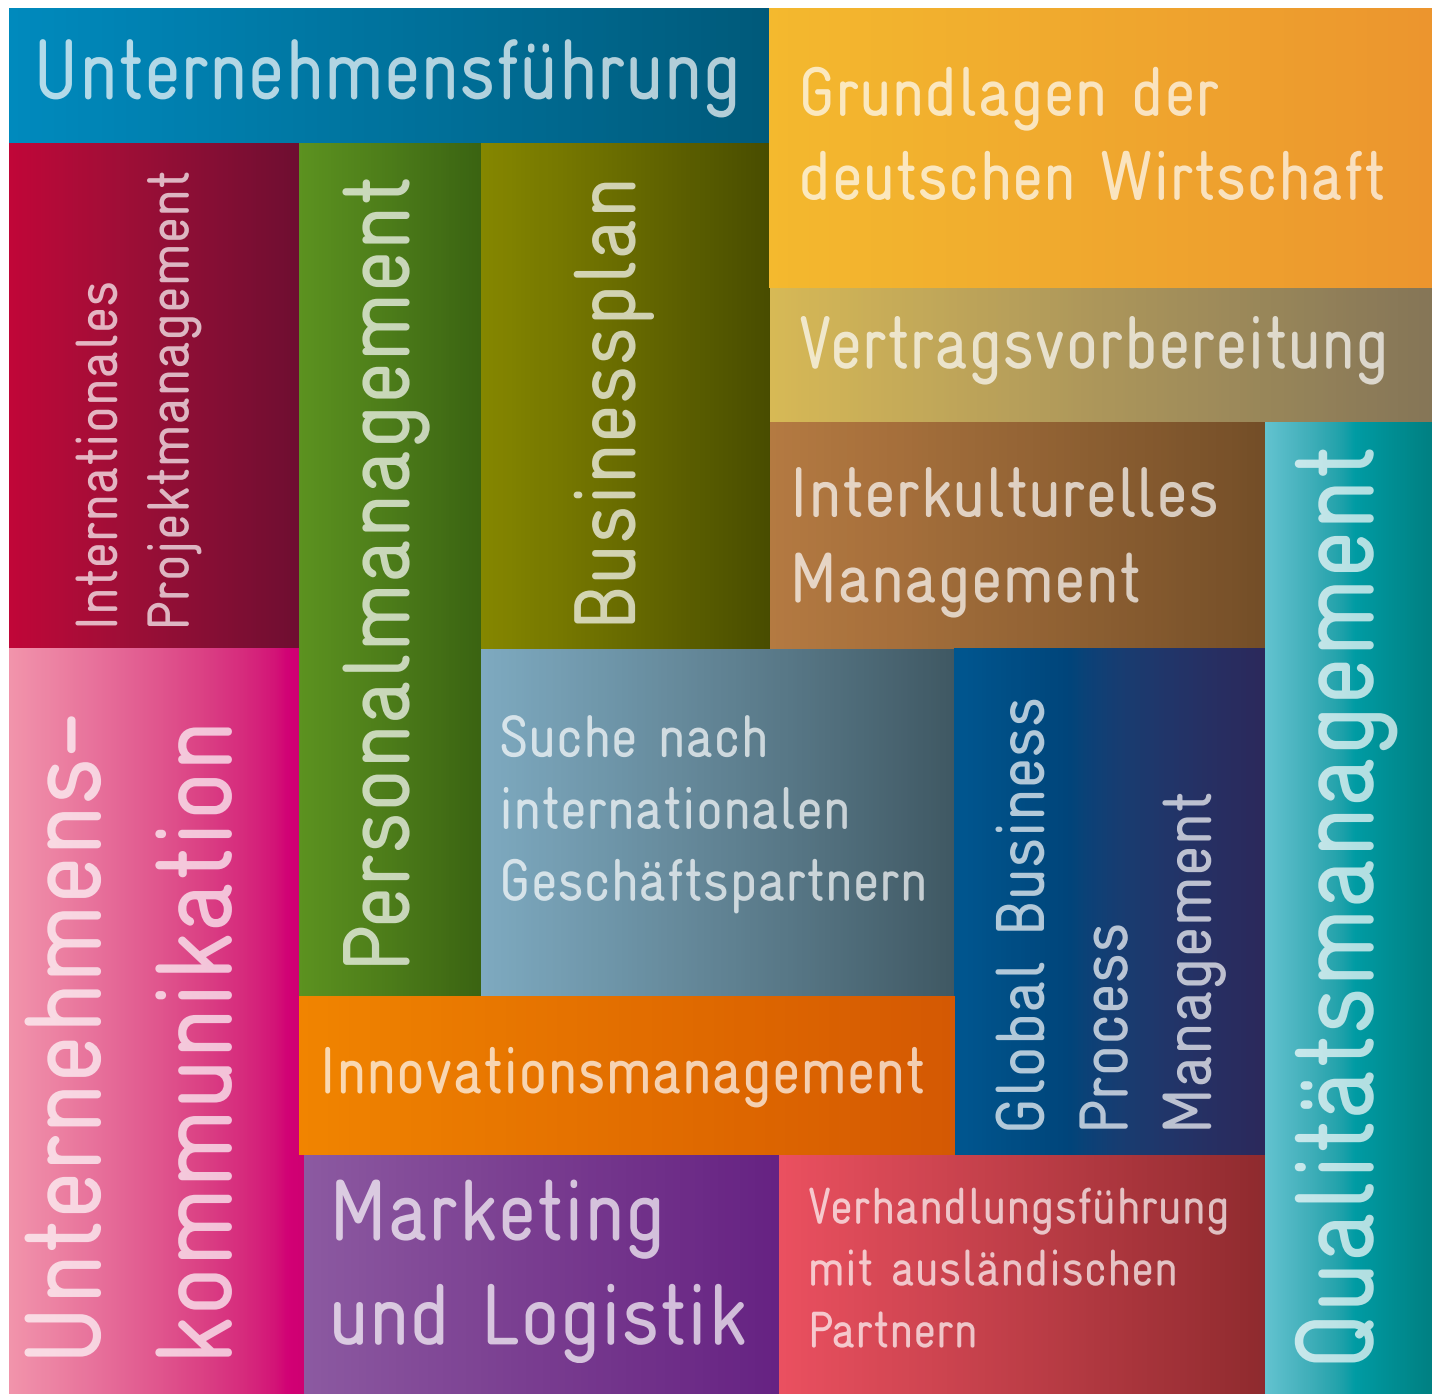 Unternehmensführung
Grundlagen der
deutschen Wirtschaft
Internationales
Projektmanagement
Personalmanagement
Businessplan
Vertragsvorbereitung
Interkulturelles
Management
Qualitätsmanagement
Unternehmens-
kommunikation
Suche nach
internationalen
Geschäftspartnern
Global Business
Process
Management
Innovationsmanagement
Marketing
und Logistik
Verhandlungsführung
mit ausländischen
Partnern